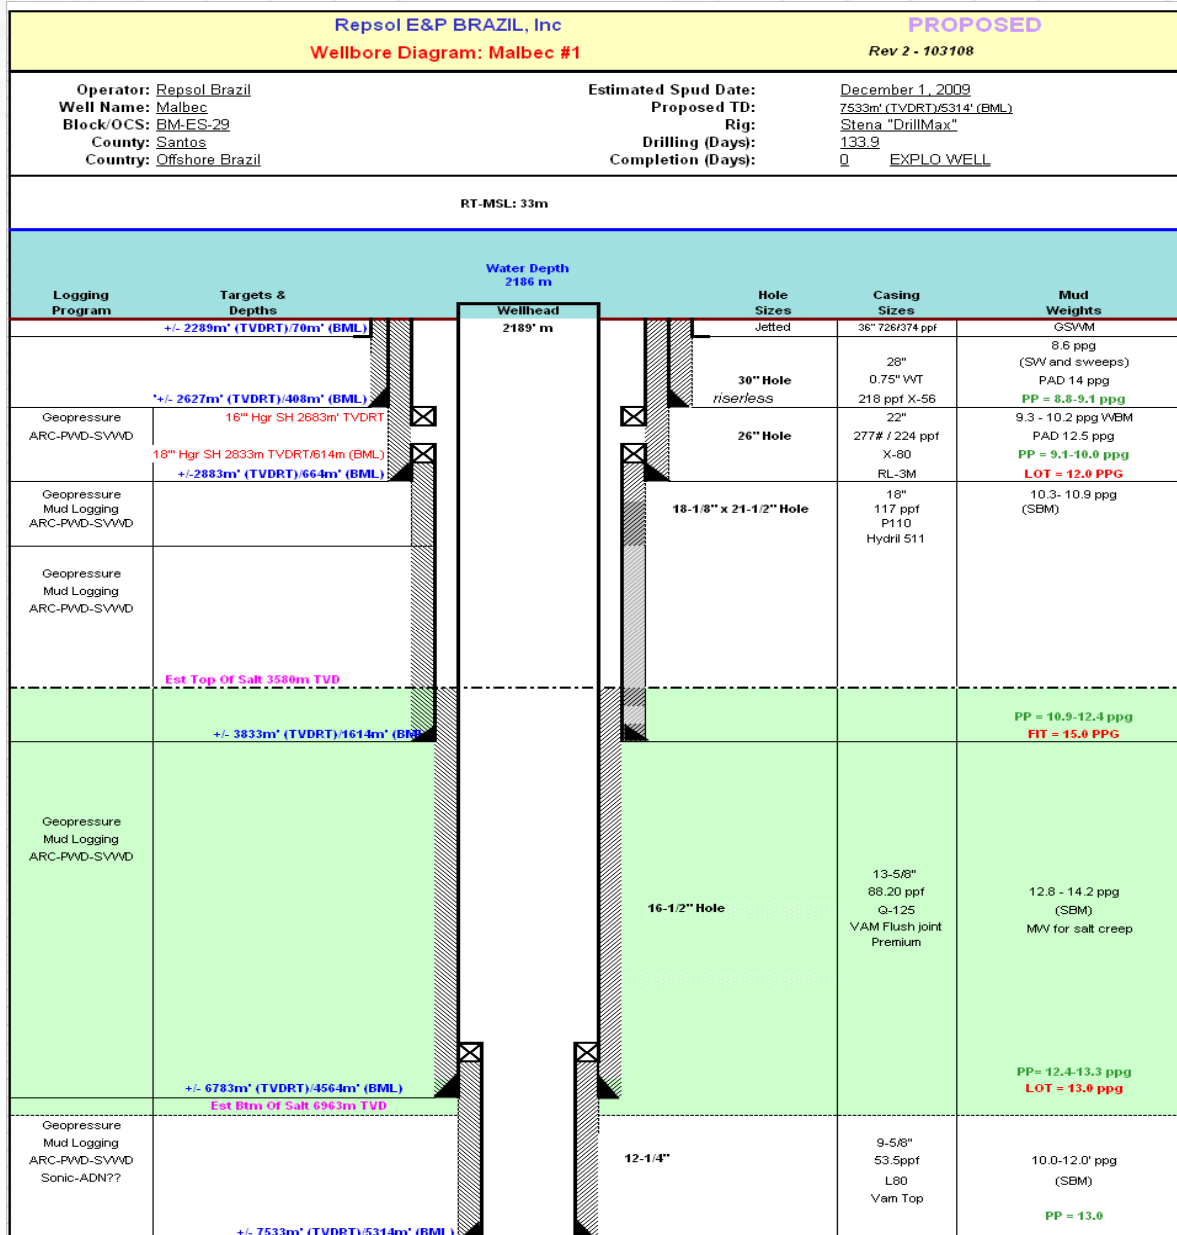 Repsol E&P BRAZIL, Inc
PROPOSED
Wellbore Diagram: Malbec #1
Rev 2 - 103108
Operator: Repsol Brazil
Estimated Spud Date: December 1, 2009
Well Name: Malbec
Proposed TD: 7533m' (TVDRT)/5314' (BML)
Block/OCS: BM-ES-29
Rig: Stena "DrillMax"
County: Santos
Drilling (Days): 133.9
Country: Offshore Brazil
Completion (Days): 0 EXPLO WELL
RT-MSL: 33m
Water Depth
2186 m
Logging
Program
Targets &
Depths
Wellhead
Hole
Sizes
Casing
Sizes
Mud
Weights
+/- 2289m' (TVDRT)/70m' (BML)
2189' m
Jetted
36" 726/374 ppf
GSWM
8.6 ppg
28"
(SW and sweeps)
30" Hole
0.75" WT
PAD 14 ppg
'+/- 2627m' (TVDRT)/408m' (BML)
riserless
218 ppf X-56
PP = 8.8-9.1 ppg
Geopressure
16'" Hgr SH 2683m' TVDRT
22"
9.3 - 10.2 ppg WBM
ARC-PWD-SVWD
26" Hole
277# / 224 ppf
PAD 12.5 ppg
18'" Hgr SH 2833m TVDRT/614m (BML)
X-80
PP = 9.1-10.0 ppg
+/-2883m' (TVDRT)/664m' (BML)
RL-3M
LOT = 12.0 PPG
Geopressure
Mud Logging
ARC-PWD-SVWD
18-1/8" x 21-1/2" Hole
18"
117 ppf
P110
Hydril 511
10.3- 10.9 ppg
(SBM)
Geopressure
Mud Logging
ARC-PWD-SVWD
Est Top Of Salt 3580m TVD
PP = 10.9-12.4 ppg
+/- 3833m' (TVDRT)/1614m' (BML)
FIT = 15.0 PPG
Geopressure
Mud Logging
ARC-PWD-SVWD
16-1/2" Hole
13-5/8"
88.20 ppf
Q-125
VAM Flush joint
Premium
12.8 - 14.2 ppg
(SBM)
MW for salt creep
PP= 12.4-13.3 ppg
+/- 6783m' (TVDRT)/4564m' (BML)
LOT = 13.0 ppg
Est Btm Of Salt 6963m TVD
Geopressure
Mud Logging
ARC-PWD-SVWD
Sonic-ADN??
12-1/4"
9-5/8"
53.5ppf
L80
Vam Top
10.0-12.0' ppg
(SBM)
PP = 13.0
+/- 7533m' (TVDRT)/5314m' (BML)